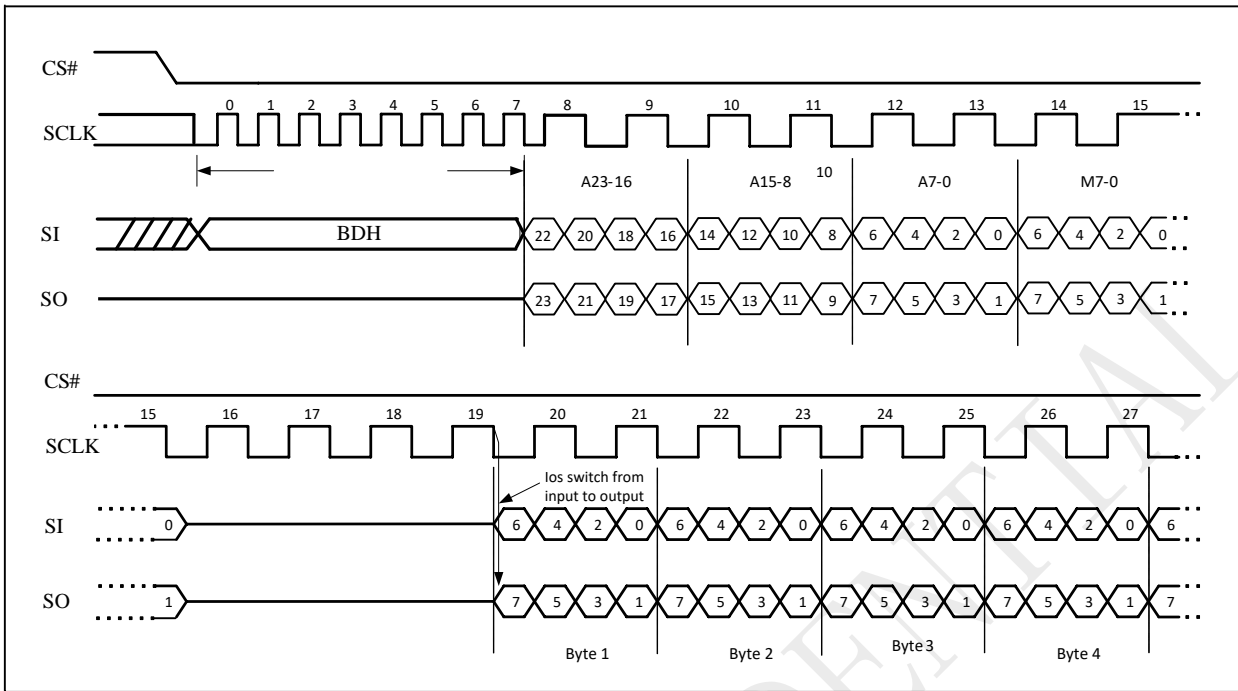 CS#
0 1 2 3 4 5 6 7 8 9 10 11 12 13 14 15
SCLK
A23-16 A15-8 10 A7-0 M7-0
SI BDH 22 20 18 16 14 12 10 8 6 4 2 0 6 4 2 0
SO 23 21 19 17 15 13 11 9 7 5 3 1 7 5 3 1
CS#
15 16 17 18 19 20 21 22 23 24 25 26 27
SCLK
Ios switch from
input to output
SI 0 6 4 2 0 6 4 2 0 6 4 2 0 6 4 2 0 6
SO 1 7 5 3 1 7 5 3 1 7 5 3 1 7 5 3 1 7
Byte 1 Byte 2 Byte 3 Byte 4
DENTIAL